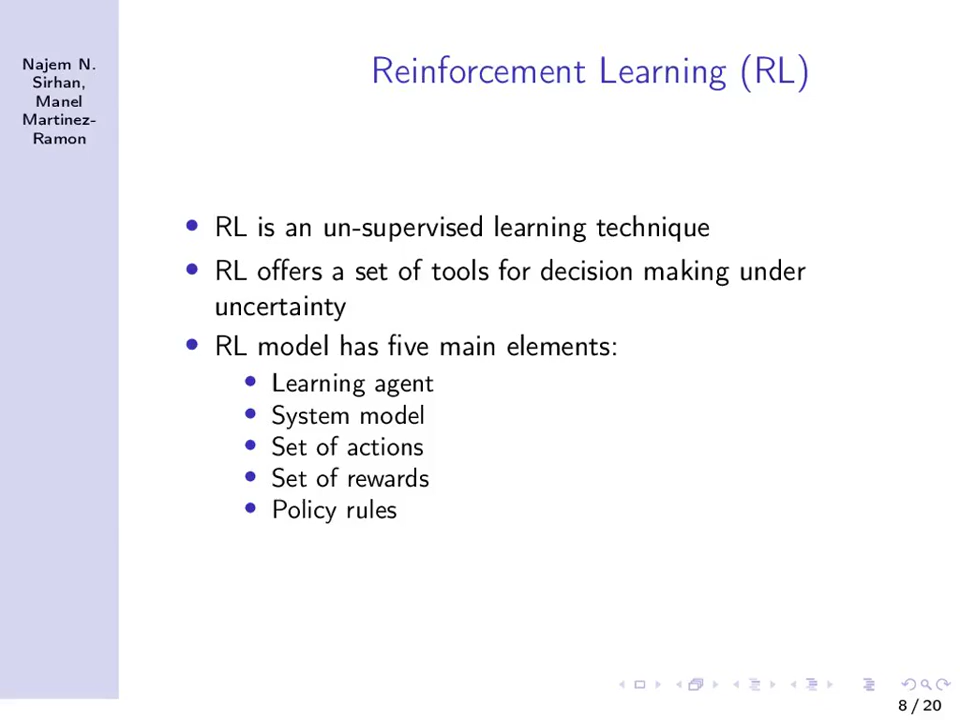 Najem N.
Sirhan,
Manel
Martinez-
Ramon
Reinforcement Learning (RL)
• RL is an un-supervised learning technique
• RL offers a set of tools for decision making under
uncertainty
• RL model has five main elements:
• Learning agent
• System model
• Set of actions
• Set of rewards
• Policy rules
8 / 20